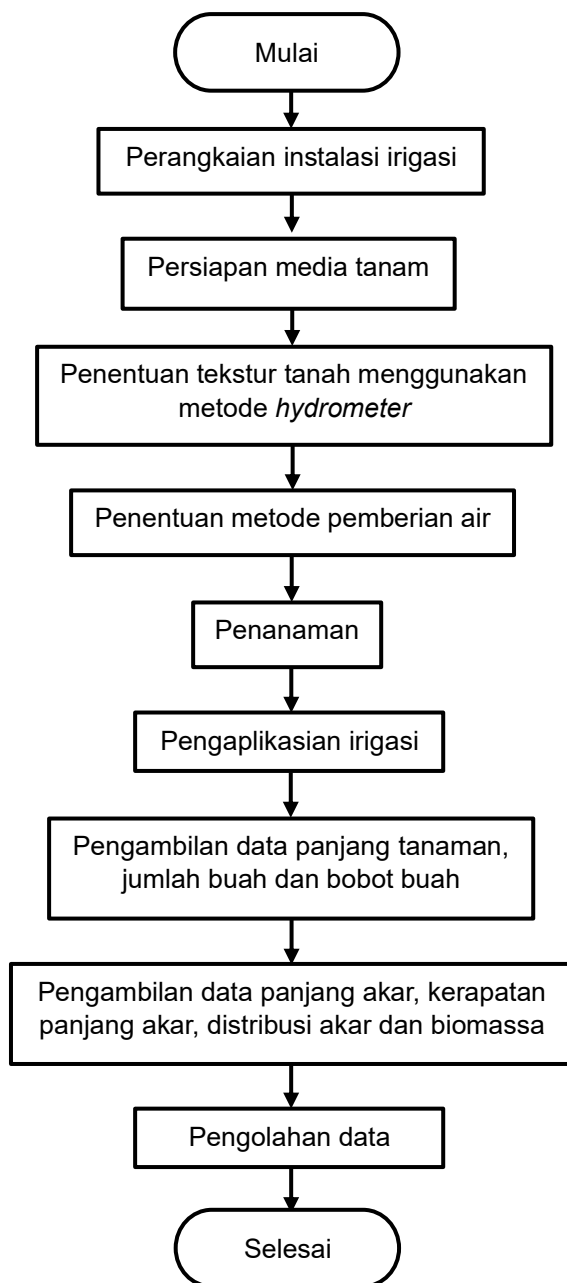 Mulai
Perangkaian instalasi irigasi
Persiapan media tanam
Penentuan tekstur tanah menggunakan
metode hydrometer
Penentuan metode pemberian air
Penanaman
Pengaplikasian irigasi
Pengambilan data panjang tanaman,
jumlah buah dan bobot buah
Pengambilan data panjang akar, kerapatan
panjang akar, distribusi akar dan biomassa
Pengolahan data
Selesai